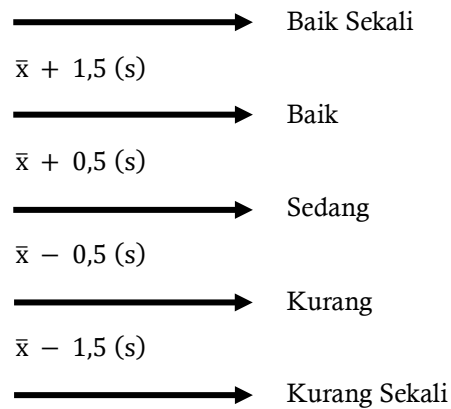 Baik Sekali
x̄ + 1,5 (s)
Baik
x̄ + 0,5 (s)
Sedang
x̄ − 0,5 (s)
Kurang
x̄ − 1,5 (s)
Kurang Sekali